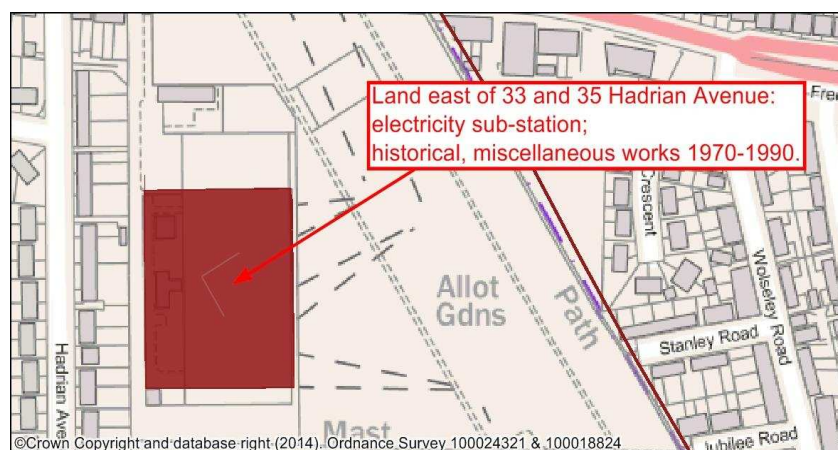 Land east of 33 and 35 Hadrian Avenue:
electricity sub-station;
historical, miscellaneous works 1970-1990.
Crescent
Wolseley Road
Allot
Gdns
Path
Stanley Road
Hadrian
Mast
Jubilee Road
©Crown Copyright and database right (2014). Ordnance Survey 100024321 & 100018824